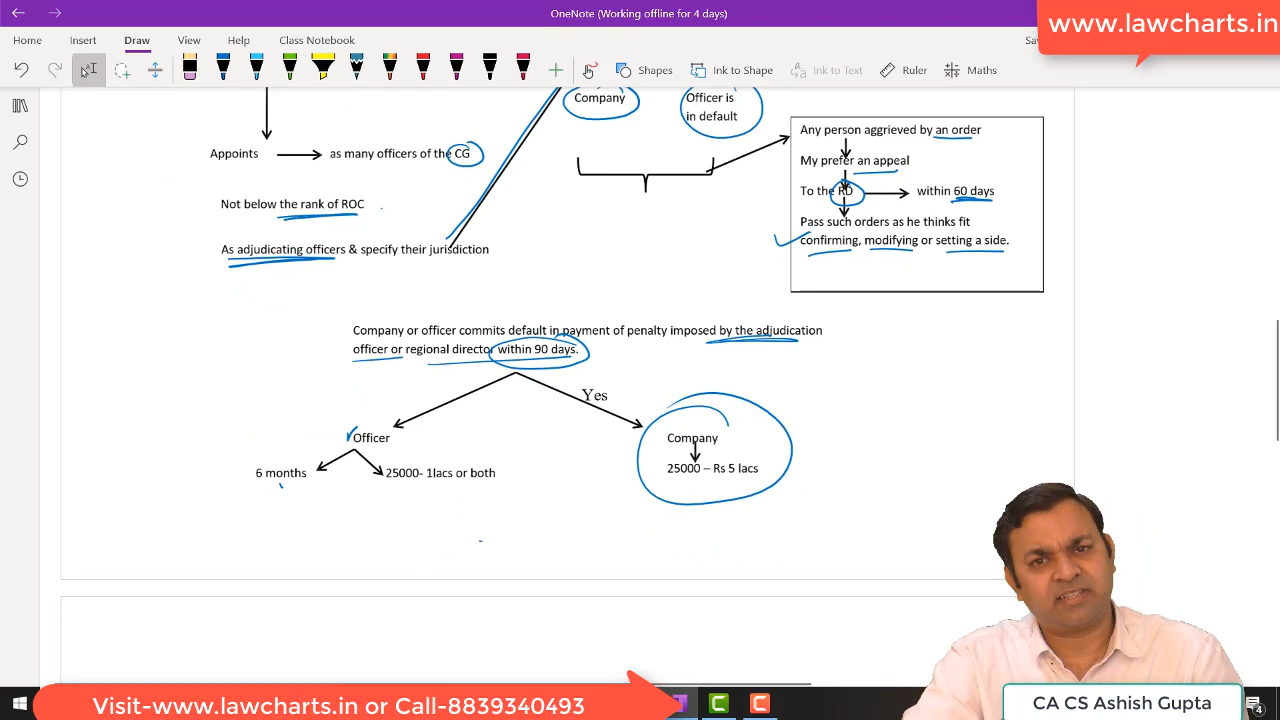 OneNote (Working offline for 4 days)
www.lawcharts.in
Home
Insert
Draw
View
Help
Class Notebook
Shapes
Ink to Shape
Ink to Text
Ruler
Maths
Company
Officer is
in default
Appoints
as many officers of the CG
Not below the rank of ROC
As adjudicating officers & specify their jurisdiction
Any person aggrieved by an order
My prefer an appeal
To the RD
within 60 days
Pass such orders as he thinks fit
confirming, modifying or setting a side.
Company or officer commits default in payment of penalty imposed by the adjudication
officer or regional director within 90 days.
Yes
Officer
6 months
25000- 1lacs or both
Company
25000 – Rs 5 lacs
Visit-www.lawcharts.in or Call-8839340493
CA CS Ashish Gupta
4